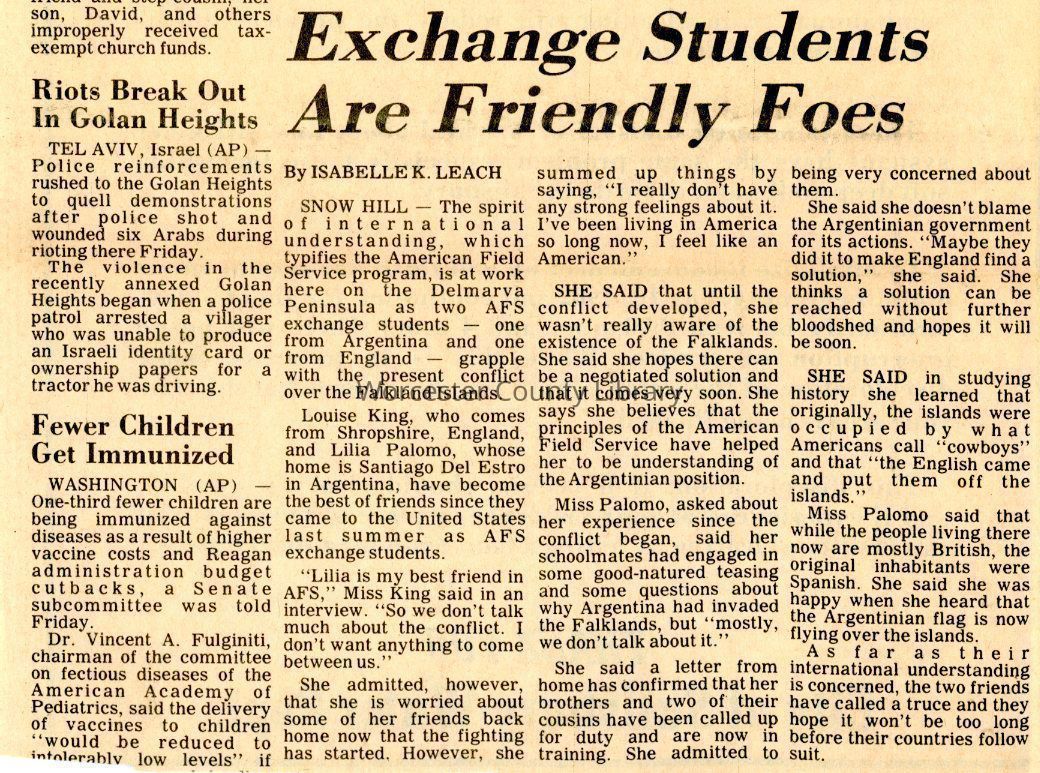 friend and step-cousin, her
son, David, and others
improperly received tax-
exempt church funds.
Riots Break Out
In Golan Heights
TEL AVIV, Israel (AP) —
Police reinforcements
rushed to the Golan Heights
to quell demonstrations
after police shot and
wounded six Arabs during
rioting there Friday.
The violence in the
recently annexed Golan
Heights began when a police
patrol arrested a villager
who was unable to produce
an Israeli identity card or
ownership papers for a
tractor he was driving.
Fewer Children
Get Immunized
WASHINGTON (AP) —
One-third fewer children are
being immunized against
diseases as a result of higher
vaccine costs and Reagan
administration budget
cutbacks, a Senate
subcommittee was told
Friday.
Dr. Vincent A. Fulginiti,
chairman of the committee
on fectious diseases of the
American Academy of
Pediatrics, said the delivery
of vaccines to children
"would be reduced to
intolerably low levels" if
Exchange Students
Are Friendly Foes
By ISABELLE K. LEACH
SNOW HILL — The spirit
of international
understanding, which
typifies the American Field
Service program, is at work
here on the Delmarva
Peninsula as two AFS
exchange students — one
from Argentina and one
from England — grapple
with the present conflict
over the Falkland Islands.
Louise King, who comes
from Shropshire, England,
and Lilia Palomo, whose
home is Santiago Del Estro
in Argentina, have become
the best of friends since they
came to the United States
last summer as AFS
exchange students.
"Lilia is my best friend in
AFS," Miss King said in an
interview. "So we don't talk
much about the conflict. I
don't want anything to come
between us."
She admitted, however,
that she is worried about
some of her friends back
home now that the fighting
has started. However, she
summed up things by
saying, "I really don't have
any strong feelings about it.
I've been living in America
so long now, I feel like an
American."
SHE SAID that until the
conflict developed, she
wasn't really aware of the
existence of the Falklands.
She said she hopes there can
be a negotiated solution and
that it comes very soon. She
says she believes that the
principles of the American
Field Service have helped
her to be understanding of
the Argentinian position.
Miss Palomo, asked about
her experience since the
conflict began, said her
schoolmates had engaged in
some good-natured teasing
and some questions about
why Argentina had invaded
the Falklands, but "mostly,
we don't talk about it."
She said a letter from
home has confirmed that her
brothers and two of their
cousins have been called up
for duty and are now in
training. She admitted to
being very concerned about
them.
She said she doesn't blame
the Argentinian government
for its actions. "Maybe they
did it to make England find a
solution," she said. She
thinks a solution can be
reached without further
bloodshed and hopes it will
be soon.
SHE SAID in studying
history she learned that
originally, the islands were
occupied by what
Americans call "cowboys"
and that "the English came
and put them off the
islands."
Miss Palomo said that
while the people living there
now are mostly British, the
original inhabitants were
Spanish. She said she was
happy when she heard that
the Argentinian flag is now
flying over the islands.
As far as their
international understanding
is concerned, the two friends
have called a truce and they
hope it won't be too long
before their countries follow
suit.
Worcester County Library